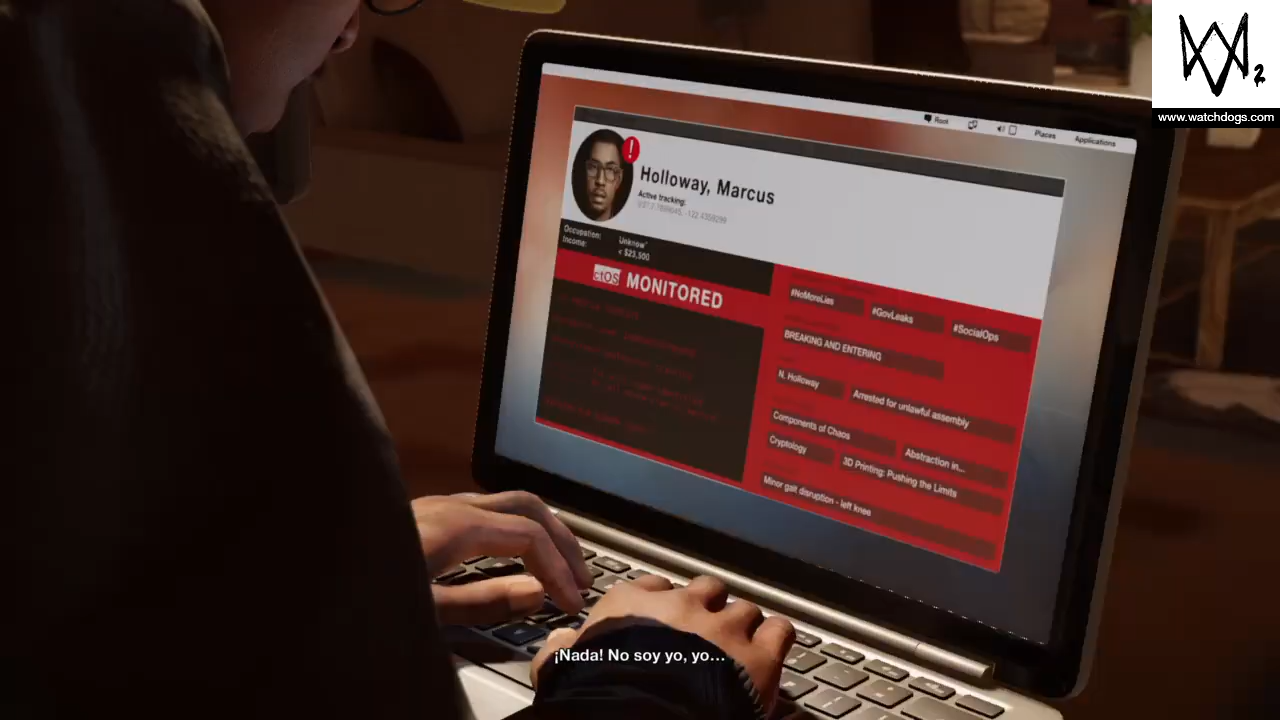 2
www.watchdogs.com
Root
Places
Applications
!
Holloway, Marcus
Active tracking:
Occupation: Unknow
Income: < $23,500
ctOS MONITORED
#NoMoreLies
#GovLeaks
#SocialOps
BREAKING AND ENTERING
N. Holloway
Arrested for unlawful assembly
Components of Chaos
Abstraction in...
Cryptology
3D Printing: Pushing the Limits
Minor gait disruption - left knee
¡Nada! No soy yo, yo...